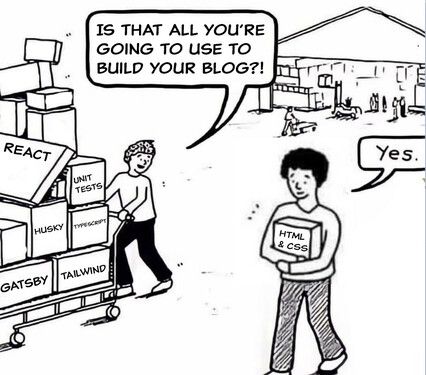 IS THAT ALL YOU'RE
GOING TO USE TO
BUILD YOUR BLOG?!
Yes.
REACT
UNIT
TESTS
HUSKY
TYPESCRIPT
GATSBY
TAILWIND
HTML
& CSS